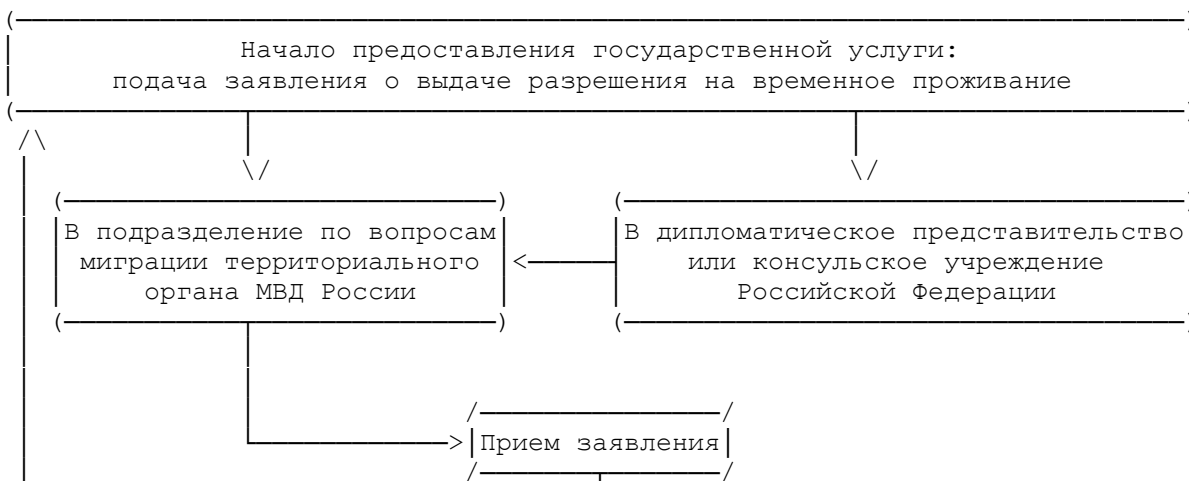 Начало предоставления государственной услуги:
подача заявления о выдаче разрешения на временное проживание
В подразделение по вопросам
миграции территориального
органа МВД России
В дипломатическое представительство
или консульское учреждение
Российской Федерации
Прием заявления